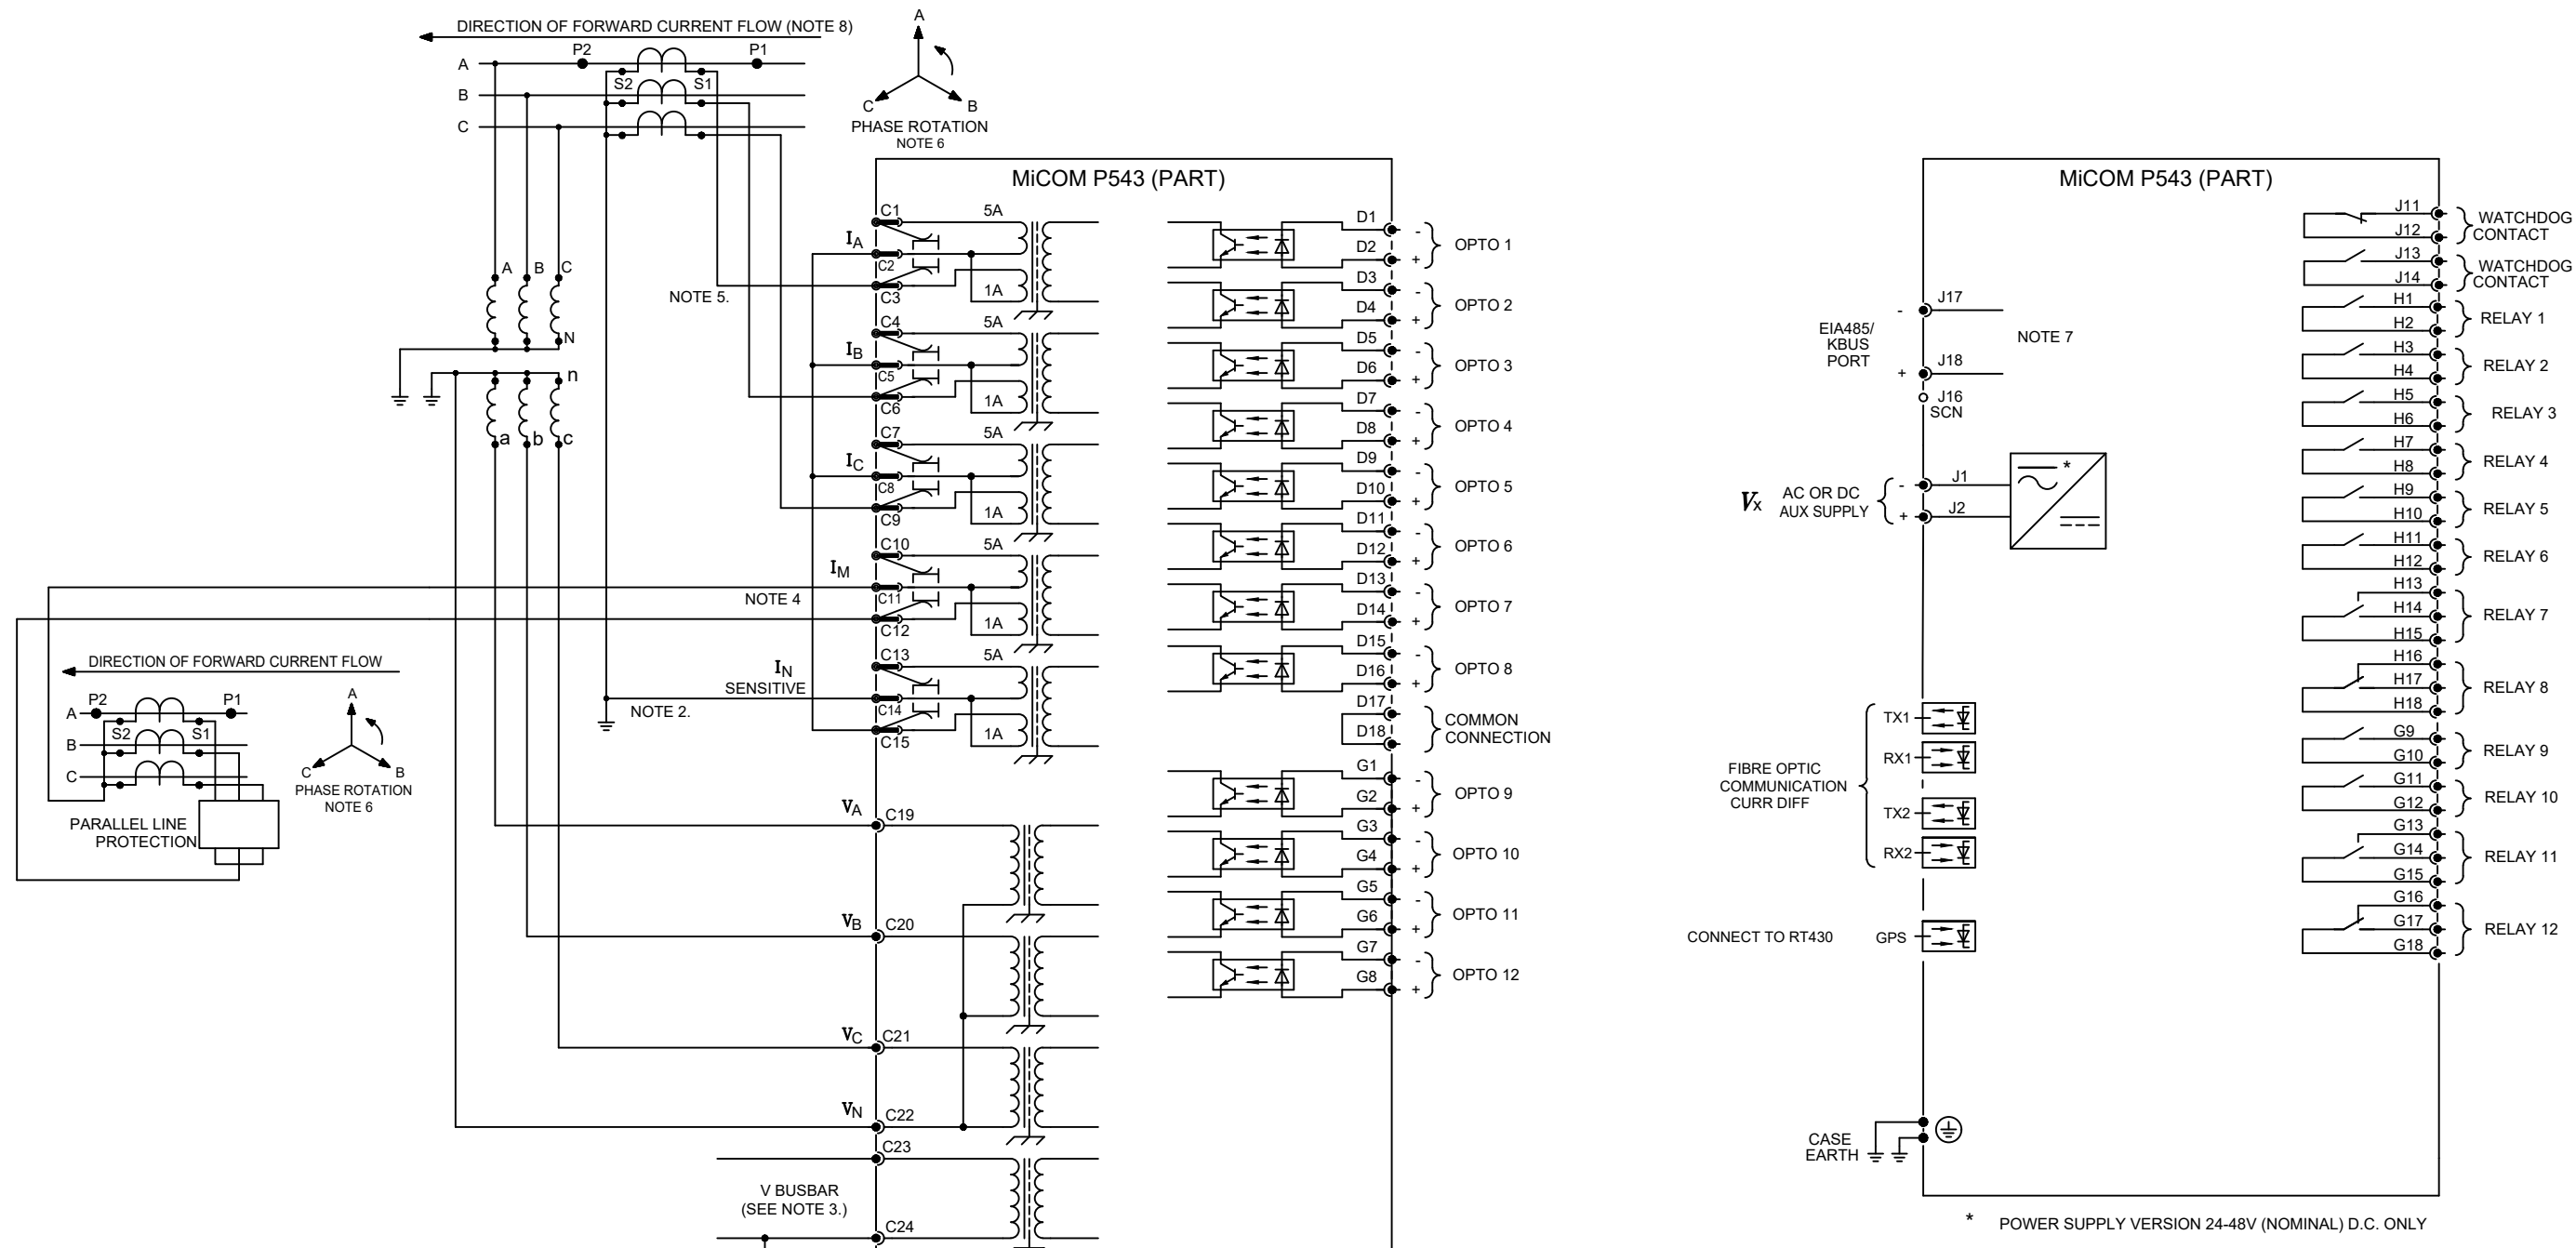 DIRECTION OF FORWARD CURRENT FLOW (NOTE 8)
A
P2
P1
S2
S1
B
C
A
C
B
PHASE ROTATION
NOTE 6
A
B
C
N
n
a
b
c
NOTE 5.
NOTE 4
NOTE 2.
DIRECTION OF FORWARD CURRENT FLOW
A
P2
P1
S2
S1
B
C
A
C
B
PHASE ROTATION
NOTE 6
PARALLEL LINE
PROTECTION
MiCOM P543 (PART)
C1
5A
IA
C2
C3
1A
C4
5A
IB
C5
C6
1A
C7
5A
IC
C8
C9
1A
C10
5A
IM
C11
C12
1A
C13
5A
IN
SENSITIVE
C14
C15
1A
VA
C19
VB
C20
VC
C21
VN
C22
C23
V BUSBAR
(SEE NOTE 3.)
C24
D1
-
D2
+
OPTO 1
D3
-
D4
+
OPTO 2
D5
-
D6
+
OPTO 3
D7
-
D8
+
OPTO 4
D9
-
D10
+
OPTO 5
D11
-
D12
+
OPTO 6
D13
-
D14
+
OPTO 7
D15
-
D16
+
OPTO 8
D17
D18
COMMON
CONNECTION
G1
-
G2
+
OPTO 9
G3
-
G4
+
OPTO 10
G5
-
G6
+
OPTO 11
G7
-
G8
+
OPTO 12
MiCOM P543 (PART)
EIA485/
KBUS
PORT
-
J17
NOTE 7
+
J18
J16
SCN
Vx
AC OR DC
AUX SUPPLY
-
J1
+
J2
*
FIBRE OPTIC
COMMUNICATION
CURR DIFF
TX1
RX1
TX2
RX2
CONNECT TO RT430
GPS
CASE
EARTH
J11
J12
WATCHDOG
CONTACT
J13
J14
WATCHDOG
CONTACT
H1
H2
RELAY 1
H3
H4
RELAY 2
H5
H6
RELAY 3
H7
H8
RELAY 4
H9
H10
RELAY 5
H11
H12
RELAY 6
H13
H14
H15
RELAY 7
H16
H17
H18
RELAY 8
G9
G10
RELAY 9
G11
G12
RELAY 10
G13
G14
G15
RELAY 11
G16
G17
G18
RELAY 12
* POWER SUPPLY VERSION 24-48V (NOMINAL) D.C. ONLY